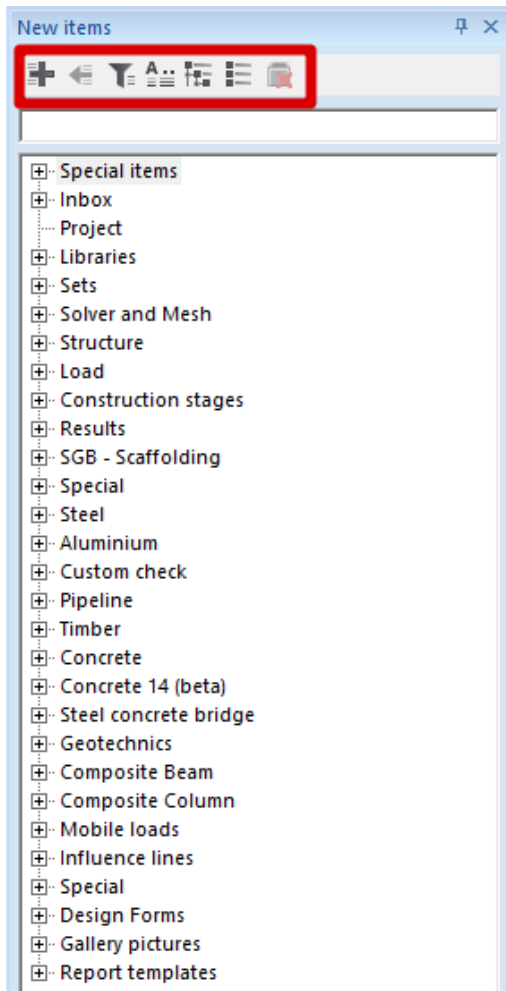 New items
Special items
Inbox
Project
Libraries
Sets
Solver and Mesh
Structure
Load
Construction stages
Results
SGB - Scaffolding
Special
Steel
Aluminium
Custom check
Pipeline
Timber
Concrete
Concrete 14 (beta)
Steel concrete bridge
Geotechnics
Composite Beam
Composite Column
Mobile loads
Influence lines
Special
Design Forms
Gallery pictures
Report templates